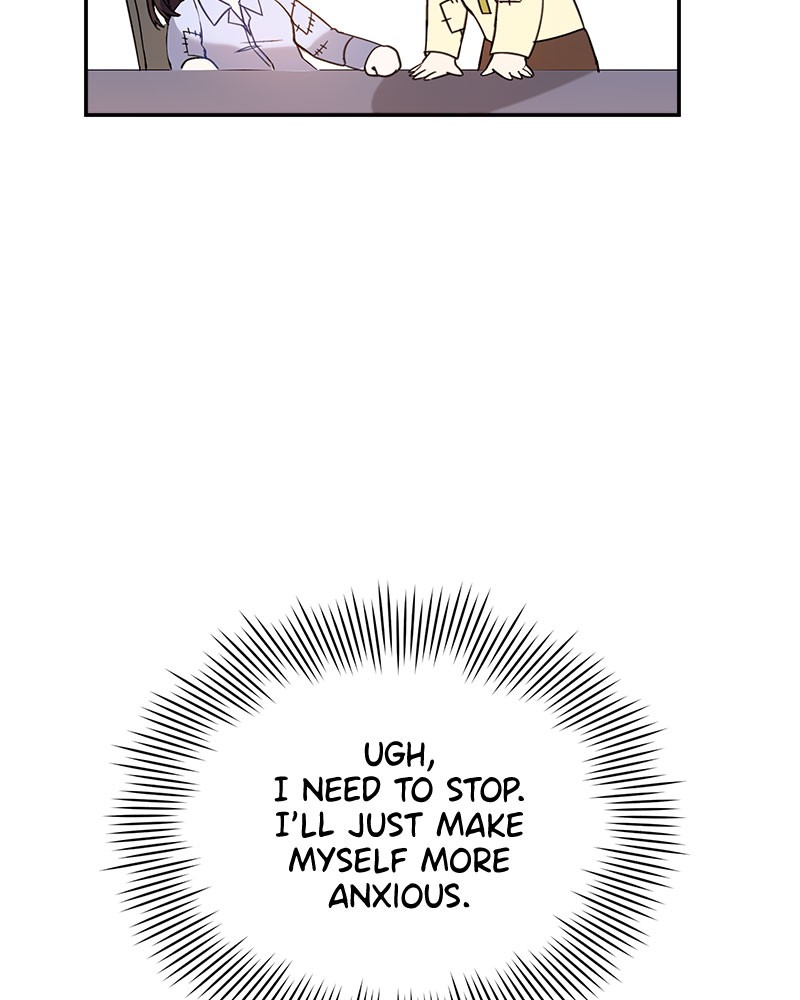 UGH,
I NEED TO STOP.
I'LL JUST MAKE
MYSELF MORE
ANXIOUS.